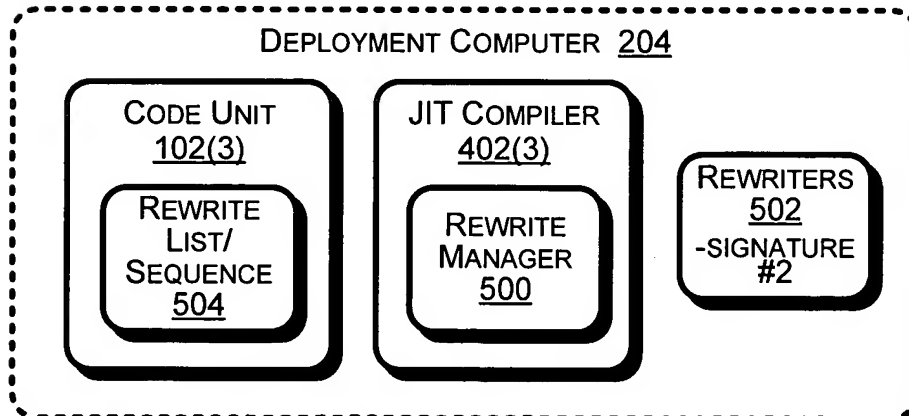 DEPLOYMENT COMPUTER 204
CODE UNIT
102(3)
REWRITE
LIST/
SEQUENCE
504
JIT COMPILER
402(3)
REWRITE
MANAGER
500
REWRITERS
502
-SIGNATURE
#2